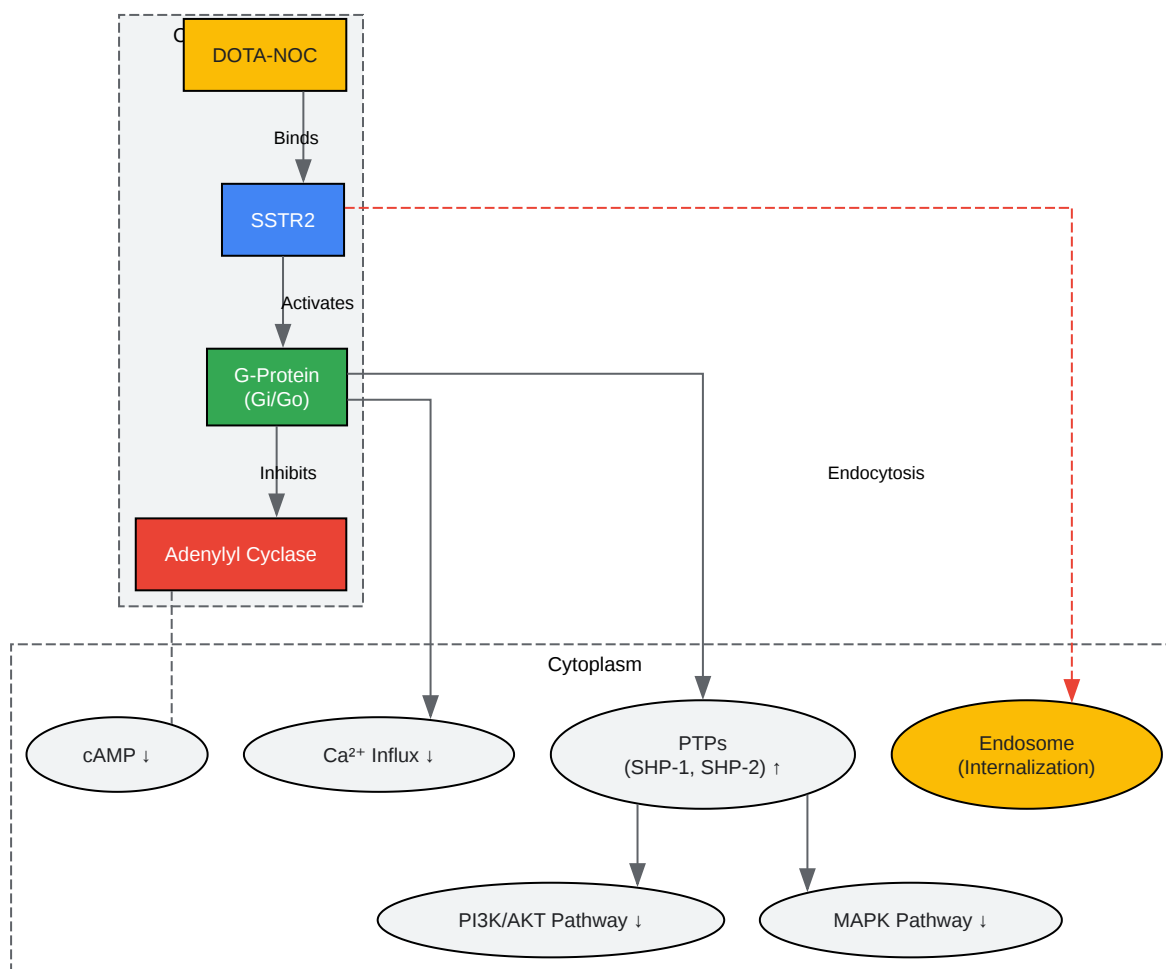 DOTA-NOC
Binds
SSTR2
Activates
G-Protein
(Gi/Go)
Inhibits
Endocytosis
Adenylyl Cyclase
Cytoplasm
cAMP ↓
Ca²⁺ Influx ↓
PTPs
(SHP-1, SHP-2) ↑
Endosome
(Internalization)
PI3K/AKT Pathway ↓
MAPK Pathway ↓